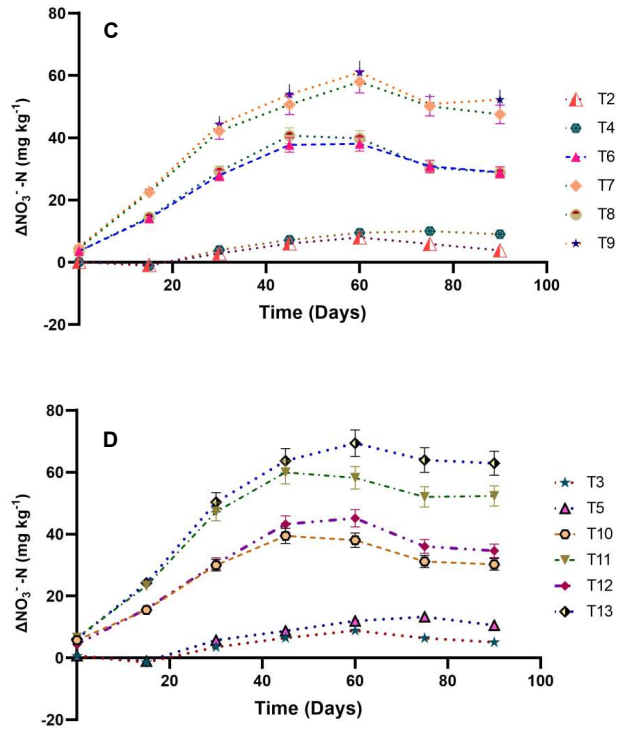 C
80
60
40
20
0
-20
ΔNO₃⁻-N (mg kg⁻¹)
20
40
60
80
100
Time (Days)
T2
T4
T6
T7
T8
T9
D
80
60
40
20
0
-20
ΔNO₃⁻-N (mg kg⁻¹)
20
40
60
80
100
Time (Days)
T3
T5
T10
T11
T12
T13